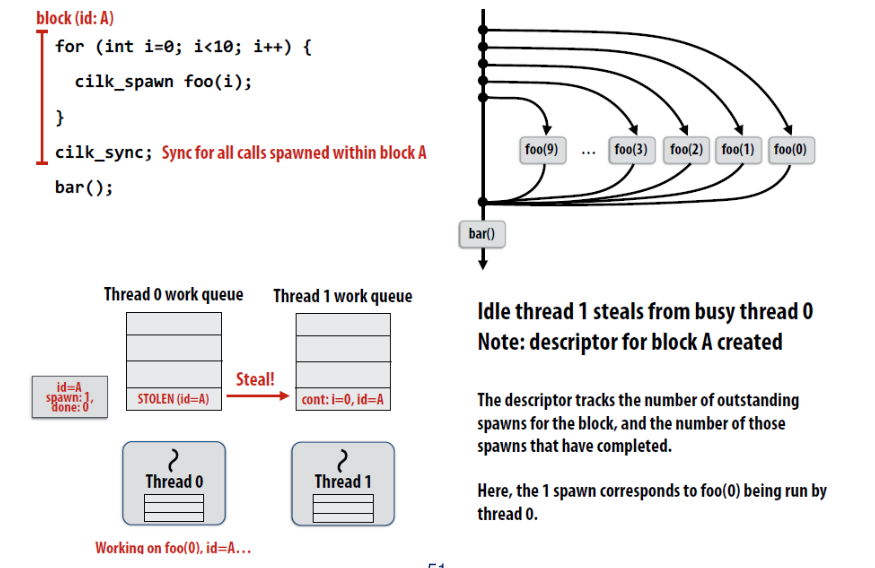 block (id: A)
for (int i=0; i<10; i++) {
cilk_spawn foo(i);
}
cilk_sync; Sync for all calls spawned within block A
bar();
foo(9) ... foo(3) foo(2) foo(1) foo(0)
bar()
Thread 0 work queue Thread 1 work queue
id=A
spawn: 1,
done: 0
STOLEN (id=A)
Steal!
cont: i=0, id=A
Thread 0
Thread 1
Working on foo(0), id=A...
Idle thread 1 steals from busy thread 0
Note: descriptor for block A created
The descriptor tracks the number of outstanding
spawns for the block, and the number of those
spawns that have completed.
Here, the 1 spawn corresponds to foo(0) being run by
thread 0.